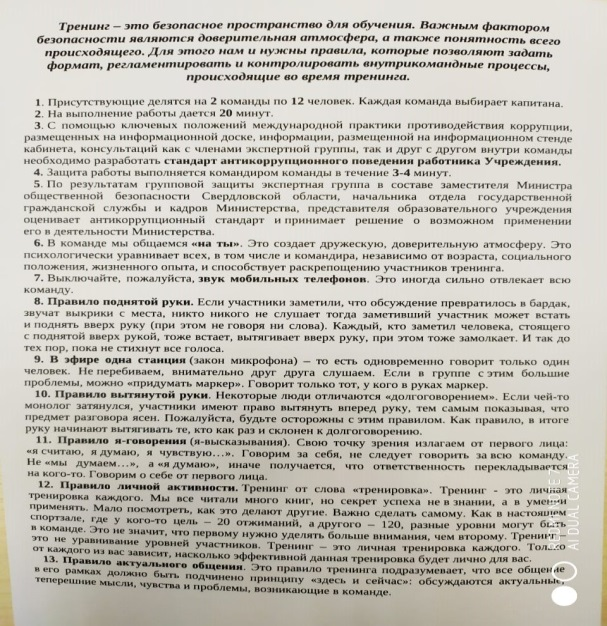 Тренинг – это безопасное пространство для обучения. Важным фактором
безопасности являются доверительная атмосфера, а также понятность всего
происходящего. Для этого нам и нужны правила, которые позволяют задать
формат, регламентировать и контролировать внутрикомандные процессы,
происходящие во время тренинга.
1. Присутствующие делятся на 2 команды по 12 человек. Каждая команда выбирает капитана.
2. На выполнение работы дается 20 минут.
3. С помощью ключевых положений международной практики противодействия коррупции,
размещенных на информационной доске, информации, размещенной на информационном стенде
кабинета, консультаций как с членами экспертной группы, так и друг с другом внутри команды
необходимо разработать стандарт антикоррупционного поведения работника Учреждения.
4. Защита работы выполняется командиром команды в течение 3-4 минут.
5. По результатам групповой защиты экспертная группа в составе заместителя Министра
общественной безопасности Свердловской области, начальника отдела государственной
гражданской службы и кадров Министерства, представителя образовательного учреждения
оценивает антикоррупционный стандарт и принимает решение о возможном применении
его в деятельности Министерства.
6. В команде мы общаемся «на ты». Это создает дружескую, доверительную атмосферу. Это
психологически уравнивает всех, в том числе и командира, независимо от возраста, социального
положения, жизненного опыта, и способствует раскрепощению участников тренинга.
7. Выключайте, пожалуйста, звук мобильных телефонов. Это иногда сильно отвлекает всю
команду.
8. Правило поднятой руки. Если участники заметили, что обсуждение превратилось в бардак,
звучат выкрики с места, никто никого не слушает тогда заметивший участник может встать
и поднять вверх руку (при этом не говоря ни слова). Каждый, кто заметил человека, стоящего
с поднятой вверх рукой, тоже встает, вытягивает вверх руку, при этом тоже замолкает. И так до
тех пор, пока не стихнут все голоса.
9. В эфире одна станция (закон микрофона) – то есть одновременно говорит только один
человек. Не перебиваем, внимательно друг друга слушаем. Если в группе с этим большие
проблемы, можно «придумать маркер». Говорит только тот, у кого в руках маркер.
10. Правило вытянутой руки. Некоторые люди отличаются «долгоговорением». Если чей-то
монолог затянулся, участники имеют право вытянуть вперед руку, тем самым показывая, что
предмет разговора ясен. Пожалуйста, будьте осторожны с этим правилом. Как правило, в итоге
руку начинают вытягивать те, кто как раз и склонен к долгоговорению.
11. Правило я-говорения (я-высказывания). Свою точку зрения излагаем от первого лица:
«я считаю, я думаю, я чувствую...». Говорим за себя, не следует говорить за всю команду.
Не «мы думаем...», а «я думаю», иначе получается, что ответственность перекладывается
на кого-то. Говорим о себе от первого лица.
12. Правило личной активности. Тренинг от слова «тренировка». Тренинг - это личная
тренировка каждого. Мы все читали много книг, но секрет успеха не в знании, а в умении
применять. Мало посмотреть, как это делают другие. Важно сделать самому. Как в настоящем
спортзале, где у кого-то цель – 20 отжиманий, а другого – 120, разные уровни могут быть
в команде. Это не значит, что первому нужно уделять больше внимания, чем второму. Тренинг
это не уравнивание уровней участников. Тренинг – это личная тренировка каждого. Только
от каждого из вас зависит, насколько эффективной данная тренировка будет лично для вас.
13. Правило актуального общения. Это правило тренинга подразумевает, что все общение
в его рамках должно быть подчинено принципу «здесь и сейчас»: обсуждаются актуальные,
теперешние мысли, чувства и проблемы, возникающие в команде.
AI DUAL CAMERA